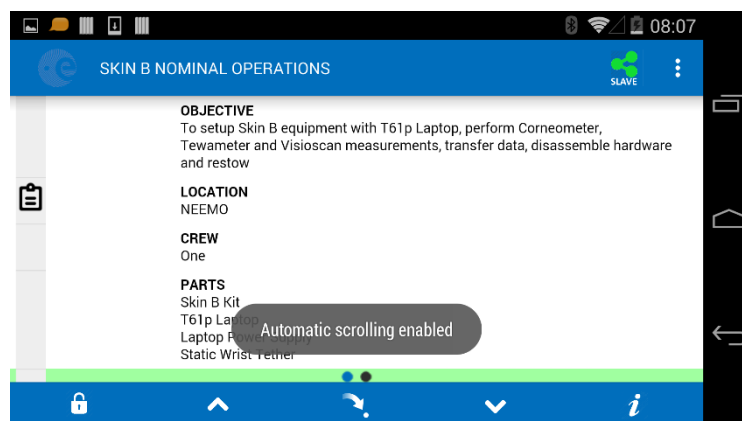 08:07
SKIN B NOMINAL OPERATIONS
SLAVE
OBJECTIVE
To setup Skin B equipment with T61p Laptop, perform Corneometer,
Tewameter and Visioscan measurements, transfer data, disassemble hardware
and restow
LOCATION
NEEMO
CREW
One
PARTS
Skin B Kit
T61p Laptop
Laptop Power Supply
Static Wrist Tether
Automatic scrolling enabled